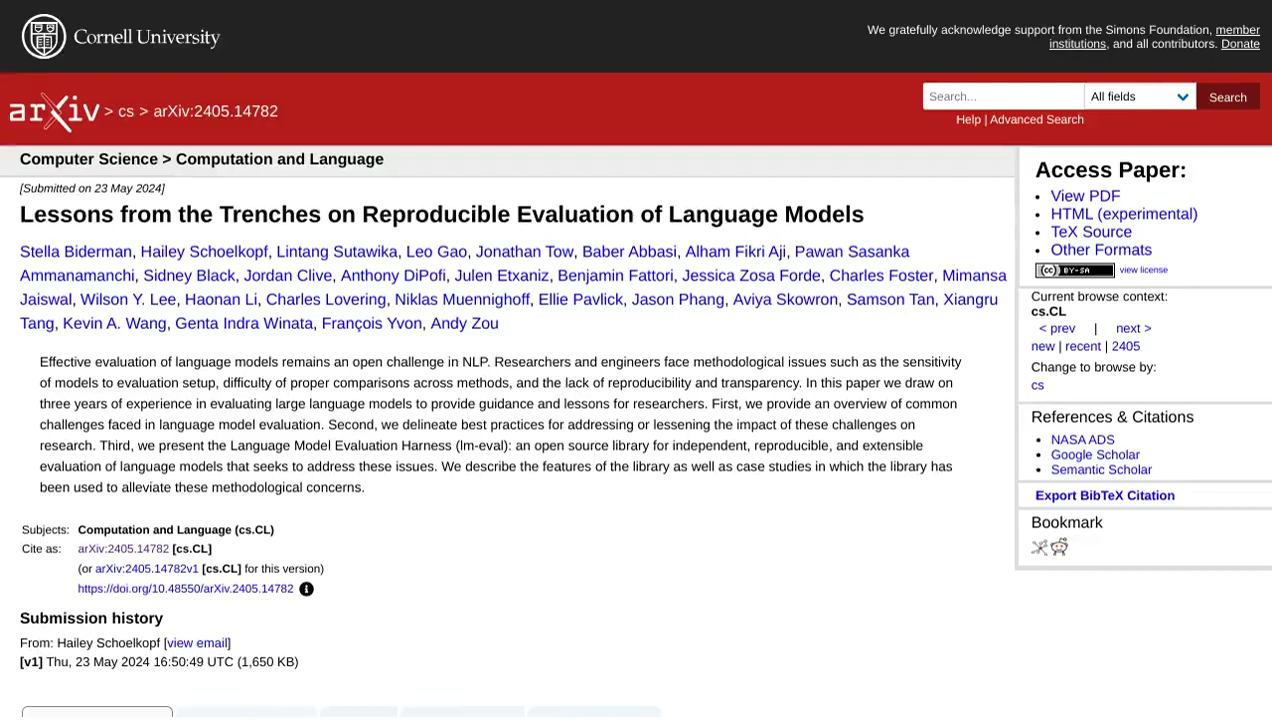 Cornell University
We gratefully acknowledge support from the Simons Foundation, member
institutions, and all contributors. Donate
arXiv > cs > arXiv:2405.14782
Search...
All fields
Search
Help | Advanced Search
Computer Science > Computation and Language
[Submitted on 23 May 2024]
Lessons from the Trenches on Reproducible Evaluation of Language Models
Stella Biderman, Hailey Schoelkopf, Lintang Sutawika, Leo Gao, Jonathan Tow, Baber Abbasi, Alham Fikri Aji, Pawan Sasanka
Ammanamanchi, Sidney Black, Jordan Clive, Anthony DiPofi, Julen Etxaniz, Benjamin Fattori, Jessica Zosa Forde, Charles Foster, Mimansa
Jaiswal, Wilson Y. Lee, Haonan Li, Charles Lovering, Niklas Muennighoff, Ellie Pavlick, Jason Phang, Aviya Skowron, Samson Tan, Xiangru
Tang, Kevin A. Wang, Genta Indra Winata, François Yvon, Andy Zou
Effective evaluation of language models remains an open challenge in NLP. Researchers and engineers face methodological issues such as the sensitivity
of models to evaluation setup, difficulty of proper comparisons across methods, and the lack of reproducibility and transparency. In this paper we draw on
three years of experience in evaluating large language models to provide guidance and lessons for researchers. First, we provide an overview of common
challenges faced in language model evaluation. Second, we delineate best practices for addressing or lessening the impact of these challenges on
research. Third, we present the Language Model Evaluation Harness (lm-eval): an open source library for independent, reproducible, and extensible
evaluation of language models that seeks to address these issues. We describe the features of the library as well as case studies in which the library has
been used to alleviate these methodological concerns.
Subjects: Computation and Language (cs.CL)
Cite as: arXiv:2405.14782 [cs.CL]
(or arXiv:2405.14782v1 [cs.CL] for this version)
https://doi.org/10.48550/arXiv.2405.14782
Submission history
From: Hailey Schoelkopf [view email]
[v1] Thu, 23 May 2024 16:50:49 UTC (1,650 KB)
Access Paper:
View PDF
HTML (experimental)
TeX Source
Other Formats
(cc) BY-SA view license
Current browse context:
cs.CL
< prev | next >
new | recent | 2405
Change to browse by:
cs
References & Citations
NASA ADS
Google Scholar
Semantic Scholar
Export BibTeX Citation
Bookmark